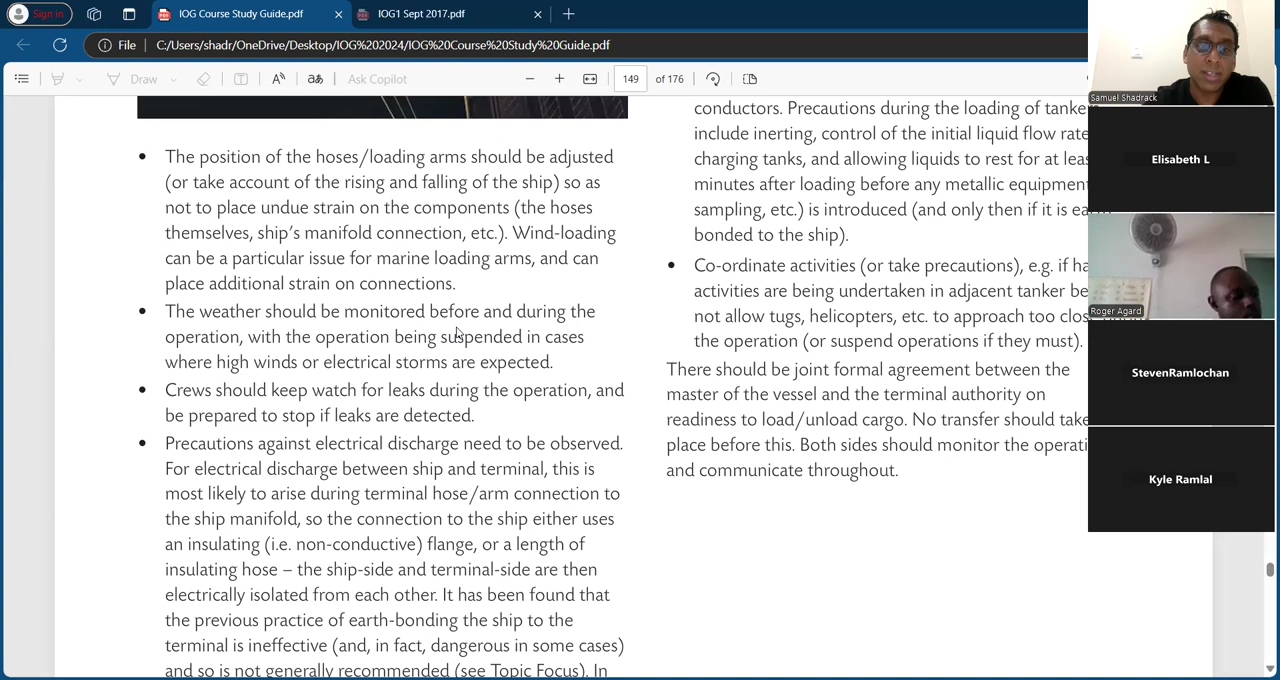 Sign in
IOG Course Study Guide.pdf
IOG1 Sept 2017.pdf
File
C:/Users/shadr/OneDrive/Desktop/IOG%202024/IOG%20Course%20Study%20Guide.pdf
Draw
Ask Copilot
149 of 176
The position of the hoses/loading arms should be adjusted
(or take account of the rising and falling of the ship) so as
not to place undue strain on the components (the hoses
themselves, ship's manifold connection, etc.). Wind-loading
can be a particular issue for marine loading arms, and can
place additional strain on connections.
The weather should be monitored before and during the
operation, with the operation being suspended in cases
where high winds or electrical storms are expected.
Crews should keep watch for leaks during the operation, and
be prepared to stop if leaks are detected.
Precautions against electrical discharge need to be observed.
For electrical discharge between ship and terminal, this is
most likely to arise during terminal hose/arm connection to
the ship manifold, so the connection to the ship either uses
an insulating (i.e. non-conductive) flange, or a length of
insulating hose – the ship-side and terminal-side are then
electrically isolated from each other. It has been found that
the previous practice of earth-bonding the ship to the
terminal is ineffective (and, in fact, dangerous in some cases)
and so is not generally recommended (see Topic Focus). In
conductors. Precautions during the loading of
include inerting, control of the initial liquid flow rate
charging tanks, and allowing liquids to rest for at
minutes after loading before any metallic equipment
sampling, etc.) is introduced (and only then if it is
bonded to the ship).
Co-ordinate activities (or take precautions), e.g. if
activities are being undertaken in adjacent tanker
not allow tugs, helicopters, etc. to approach too
the operation (or suspend operations if they must).
There should be joint formal agreement between the
master of the vessel and the terminal authority on
readiness to load/unload cargo. No transfer should take
place before this. Both sides should monitor the
and communicate throughout.
Samuel Shadrack
Elisabeth L
Roger Agard
StevenRamlochan
Kyle Ramlal